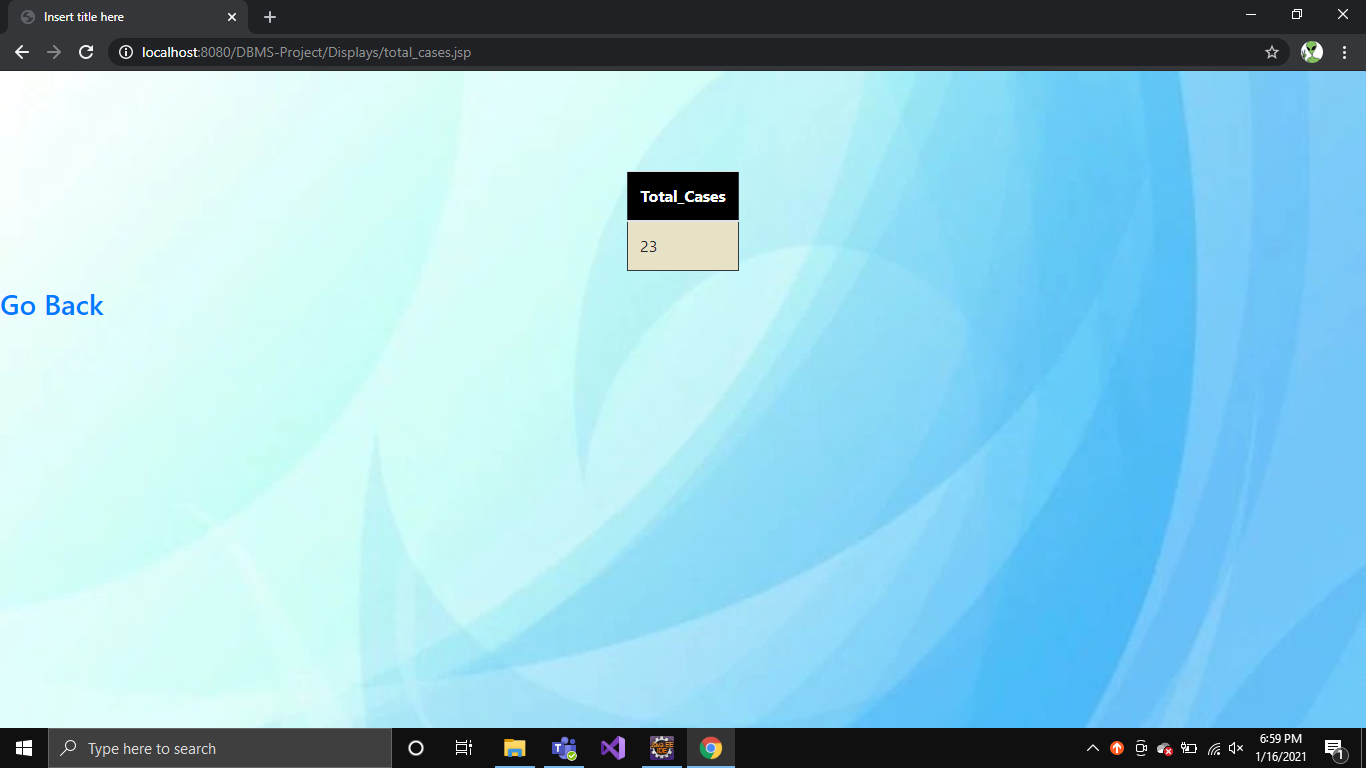 Insert title here
localhost:8080/DBMS-Project/Displays/total_cases.jsp
Total_Cases
23
Go Back
Type here to search
6:59 PM
1/16/2021
1